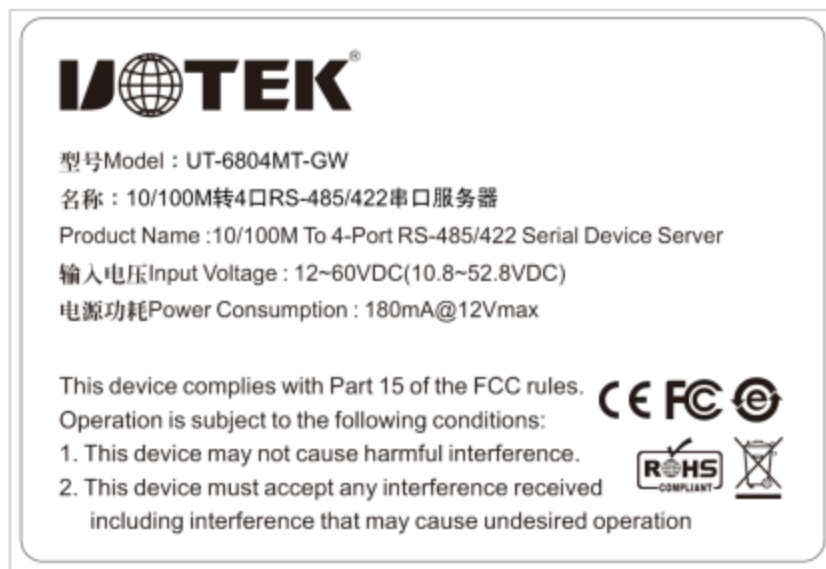 UOTEK®
型号Model : UT-6804MT-GW
名称 : 10/100M转4口RS-485/422串口服务器
Product Name :10/100M To 4-Port RS-485/422 Serial Device Server
输入电压Input Voltage : 12~60VDC(10.8~52.8VDC)
电源功耗Power Consumption : 180mA@12Vmax
This device complies with Part 15 of the FCC rules.
Operation is subject to the following conditions:
1. This device may not cause harmful interference.
2. This device must accept any interference received
including interference that may cause undesired operation
CE FC e
ROHS
COMPLIANT